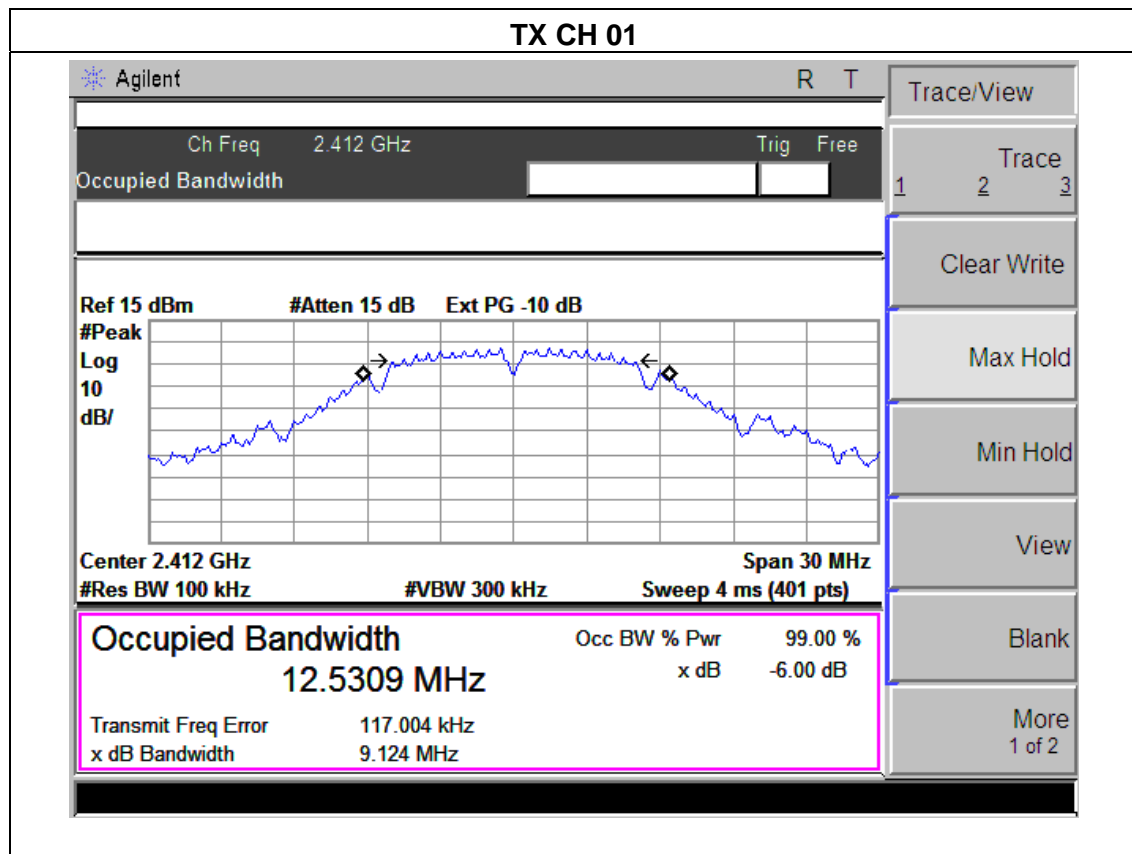 TX CH 01
Agilent R T
Ch Freq 2.412 GHz Trig Free
Occupied Bandwidth
Ref 15 dBm #Atten 15 dB Ext PG -10 dB
#Peak
Log
10
dB/
Center 2.412 GHz Span 30 MHz
#Res BW 100 kHz #VBW 300 kHz Sweep 4 ms (401 pts)
Occupied Bandwidth Occ BW % Pwr 99.00 %
12.5309 MHz x dB -6.00 dB
Transmit Freq Error 117.004 kHz
x dB Bandwidth 9.124 MHz
Trace/View
Trace
1 2 3
Clear Write
Max Hold
Min Hold
View
Blank
More
1 of 2